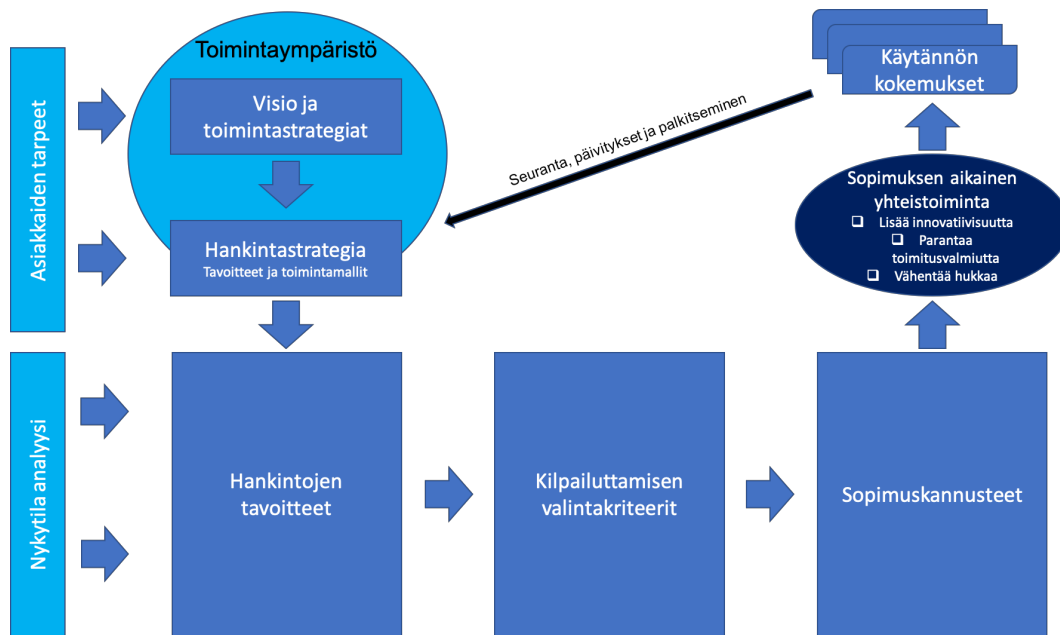 Asiakkaiden tarpeet
Toimintaympäristö
Visio ja
toimintastrategiat
Hankintastrategia
Tavoitteet ja toimintamallit
Seuranta, päivitykset ja palkitseminen
Käytännön
kokemukset
Sopimuksen aikainen
yhteistoiminta
Lisää innovatiivisuutta
Parantaa
toimitusvalmiutta
Vähentää hukkaa
Nykytila analyysi
Hankintojen
tavoitteet
Kilpailuttamisen
valintakriteerit
Sopimuskannusteet